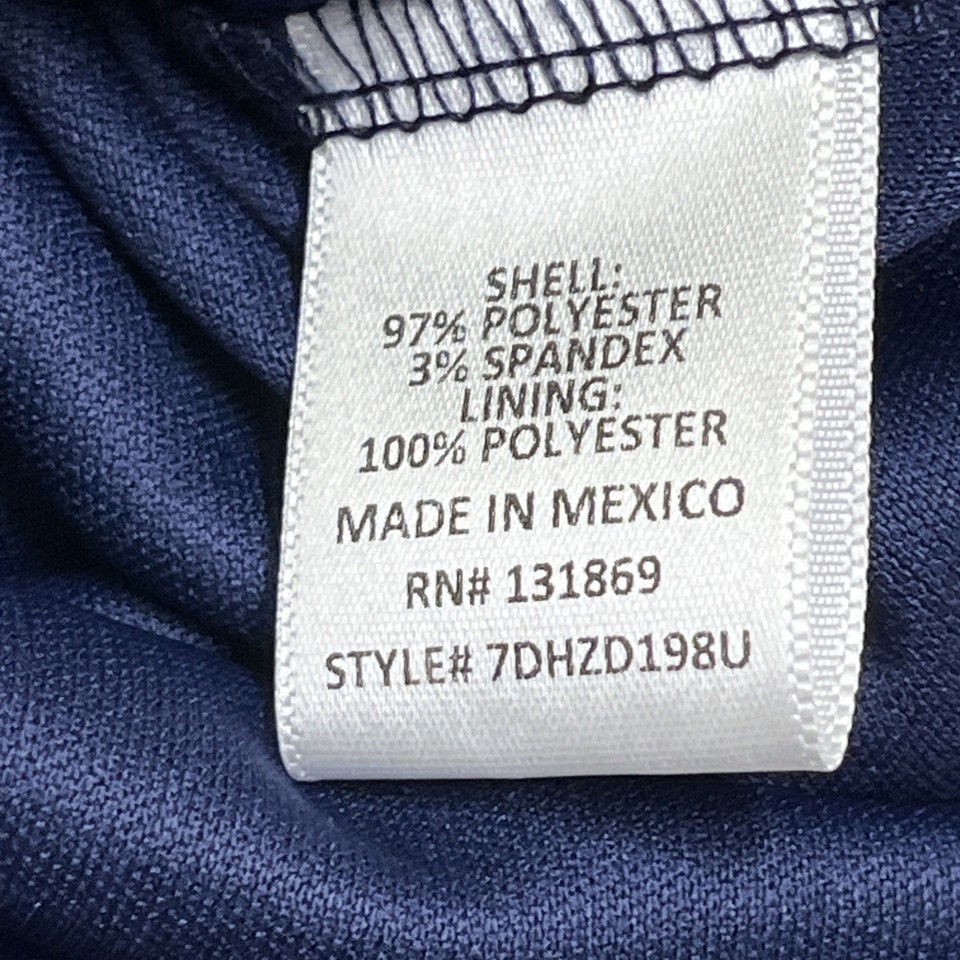 SHELL:
97% POLYESTER
3% SPANDEX
LINING:
100% POLYESTER
MADE IN MEXICO
RN# 131869
STYLE# 7DHZD198U